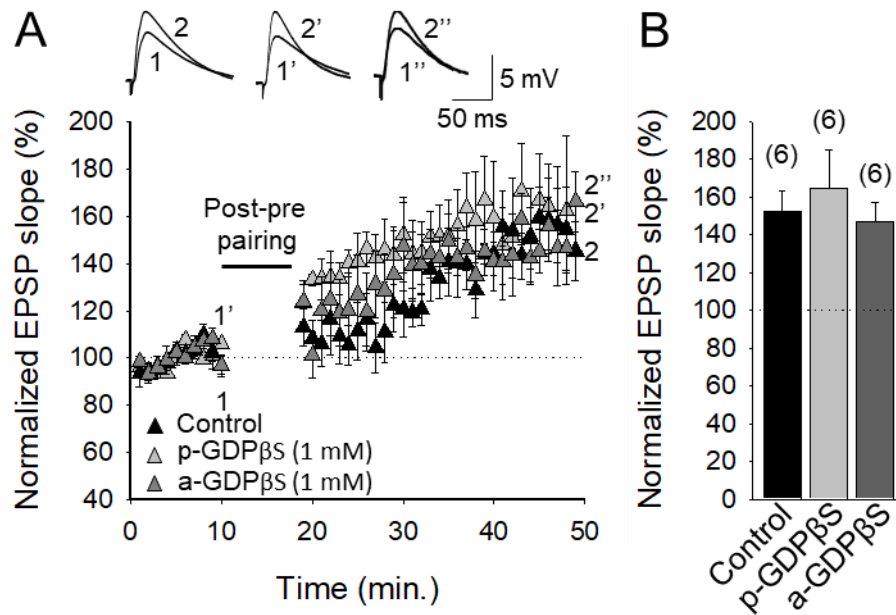 A
2
1
2'
1'
2''
1''
5 mV
50 ms
B
Normalized EPSP slope (%)
200
180
160
140
120
100
80
60
40
Post-pre
pairing
1'
1
2''
2'
2
Control
p-GDPβS (1 mM)
a-GDPβS (1 mM)
0
10
20
30
40
50
Time (min.)
Normalized EPSP slope (%)
200
180
160
140
120
100
80
60
40
20
0
(6)
(6)
(6)
Control
p-GDPβS
a-GDPβS